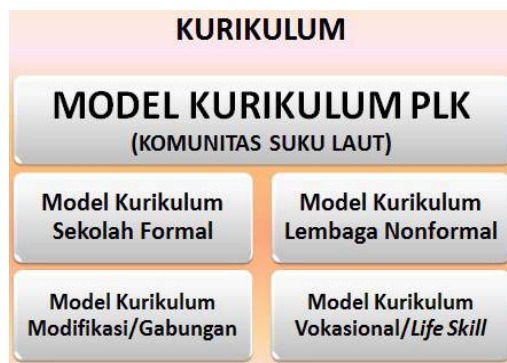 KURIKULUM
MODEL KURIKULUM PLK
(KOMUNITAS SUKU LAUT)
Model Kurikulum
Sekolah Formal
Model Kurikulum
Lembaga Nonformal
Model Kurikulum
Modifikasi/Gabungan
Model Kurikulum
Vokasional/Life Skill